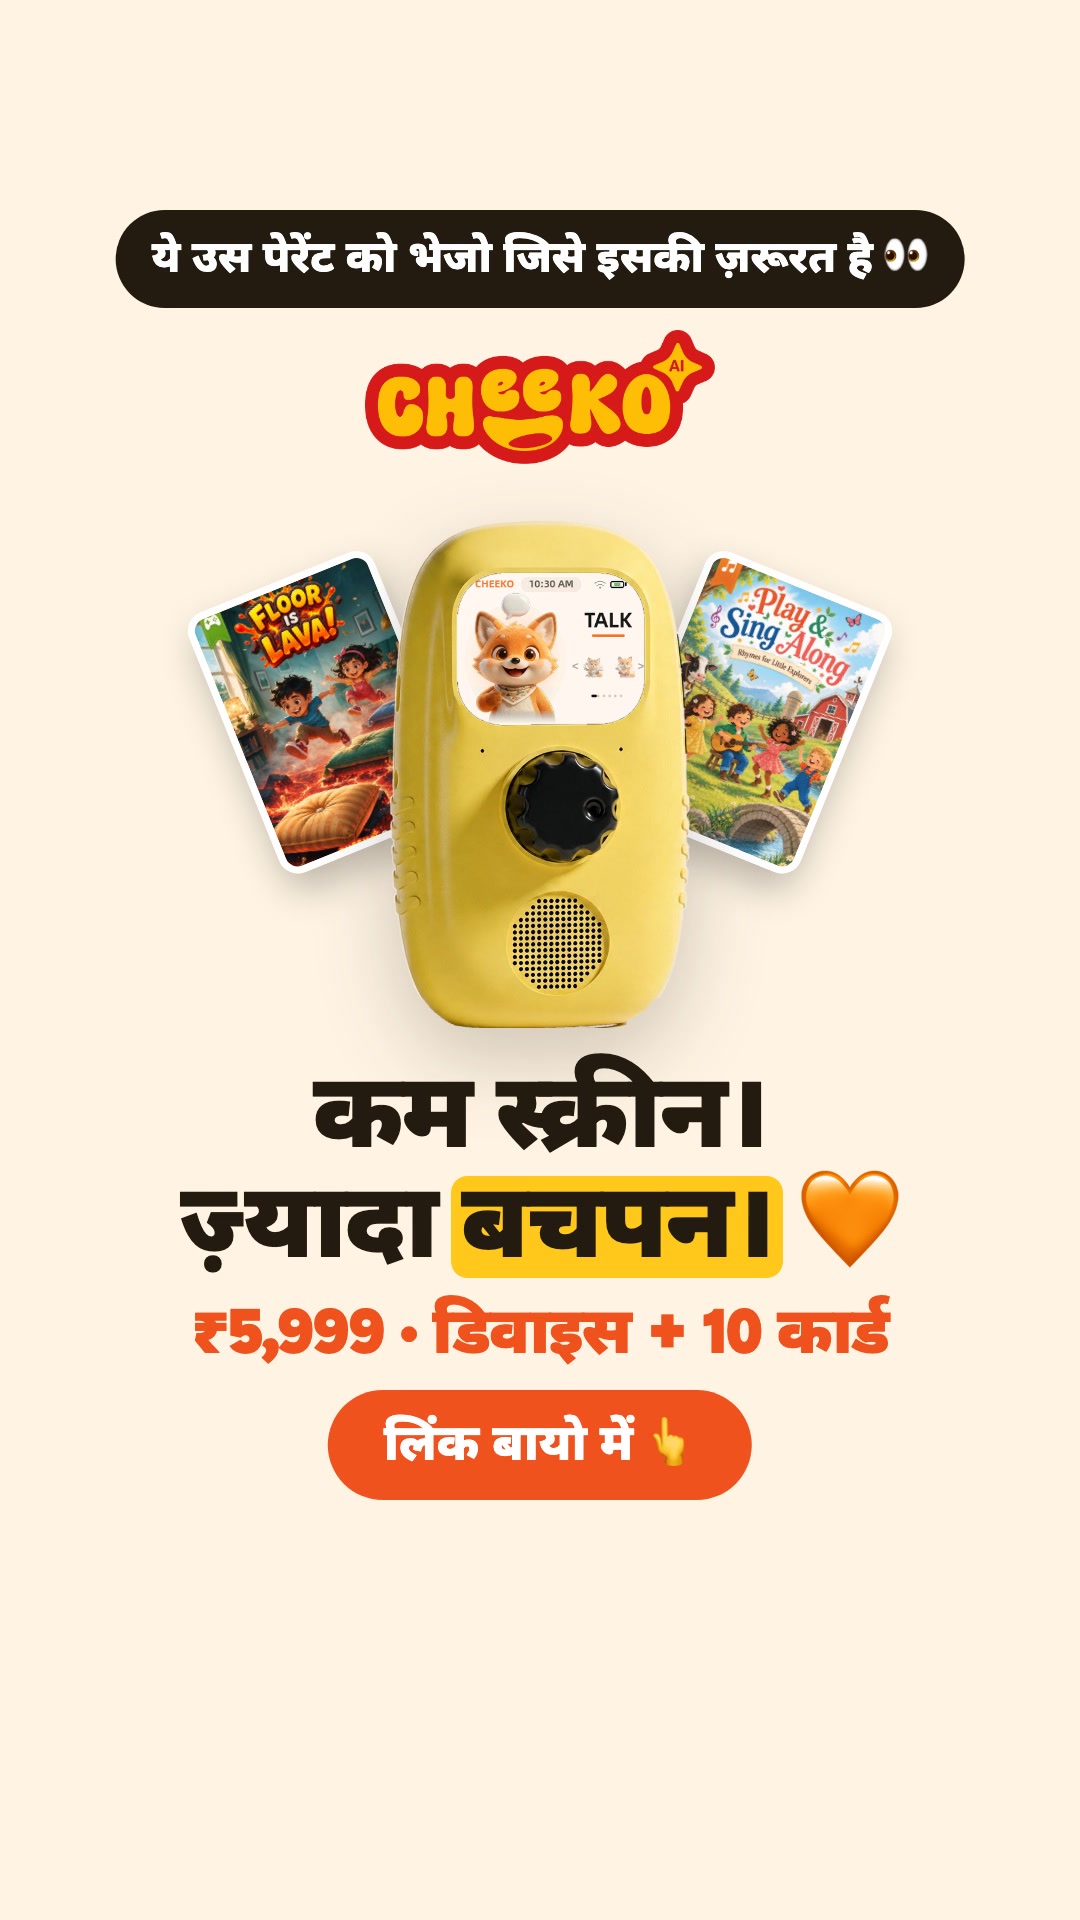 ये उस पेरेंट को भेजो जिसे इसकी ज़रूरत है 👀
CHeeKO AI
FLOOR
IS
LAVA!
CHEEKO 10:30 AM
TALK
< >
Play &
Sing Along
Rhymes for Little Explorers
कम स्क्रीन।
ज़्यादा बचपन। 🧡
₹5,999 • डिवाइस + 10 कार्ड
लिंक बायो में 👆